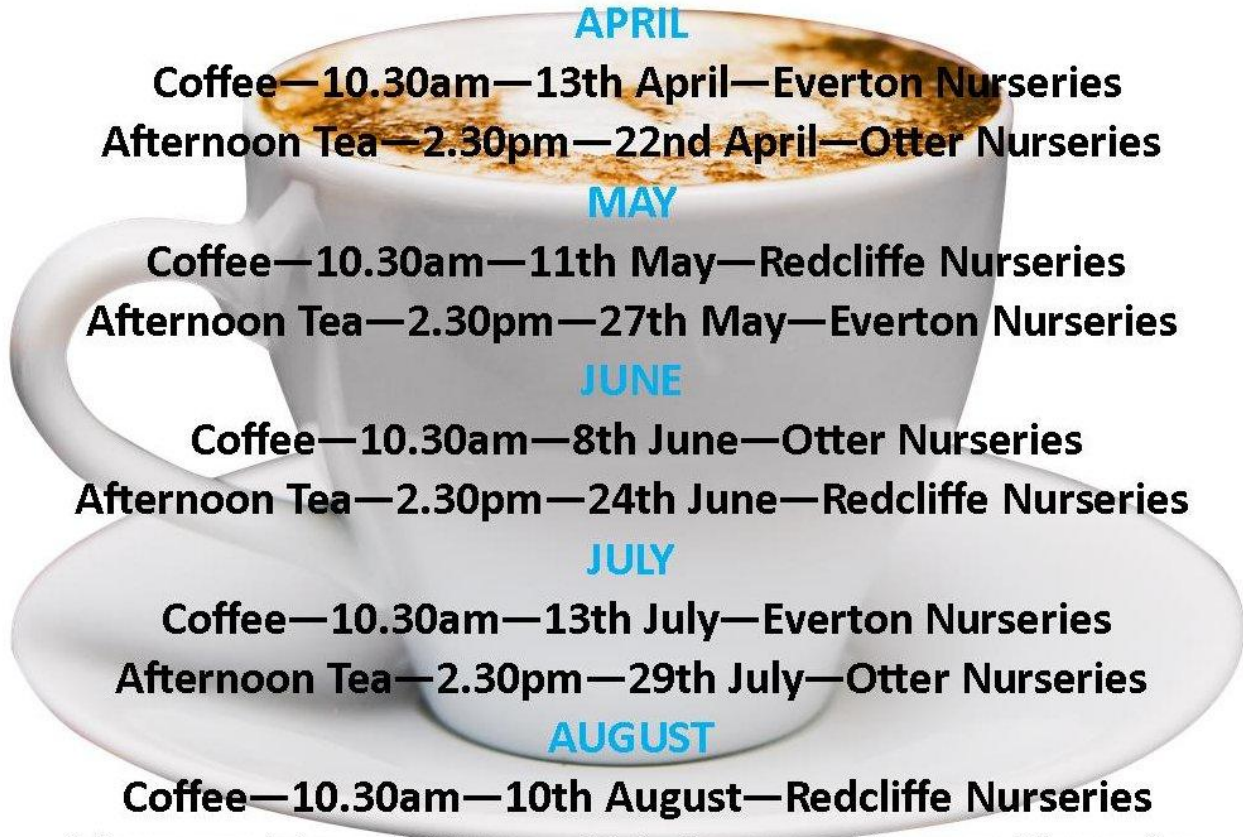 APRIL
Coffee—10.30am—13th April—Everton Nurseries
Afternoon Tea—2.30pm—22nd April—Otter Nurseries
MAY
Coffee—10.30am—11th May—Redcliffe Nurseries
Afternoon Tea—2.30pm—27th May—Everton Nurseries
JUNE
Coffee—10.30am—8th June—Otter Nurseries
Afternoon Tea—2.30pm—24th June—Redcliffe Nurseries
JULY
Coffee—10.30am—13th July—Everton Nurseries
Afternoon Tea—2.30pm—29th July—Otter Nurseries
AUGUST
Coffee—10.30am—10th August—Redcliffe Nurseries